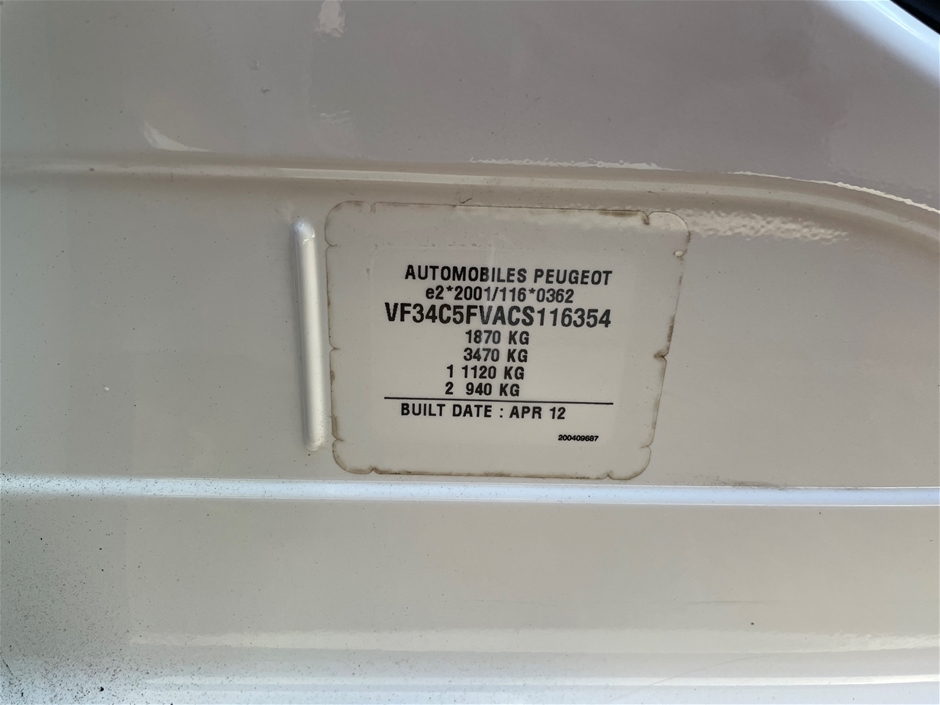 AUTOMOBILES PEUGEOT
e2*2001/116*0362
VF34C5FVACS116354
1870 KG
3470 KG
1 1120 KG
2 940 KG
BUILT DATE : APR 12
200409687